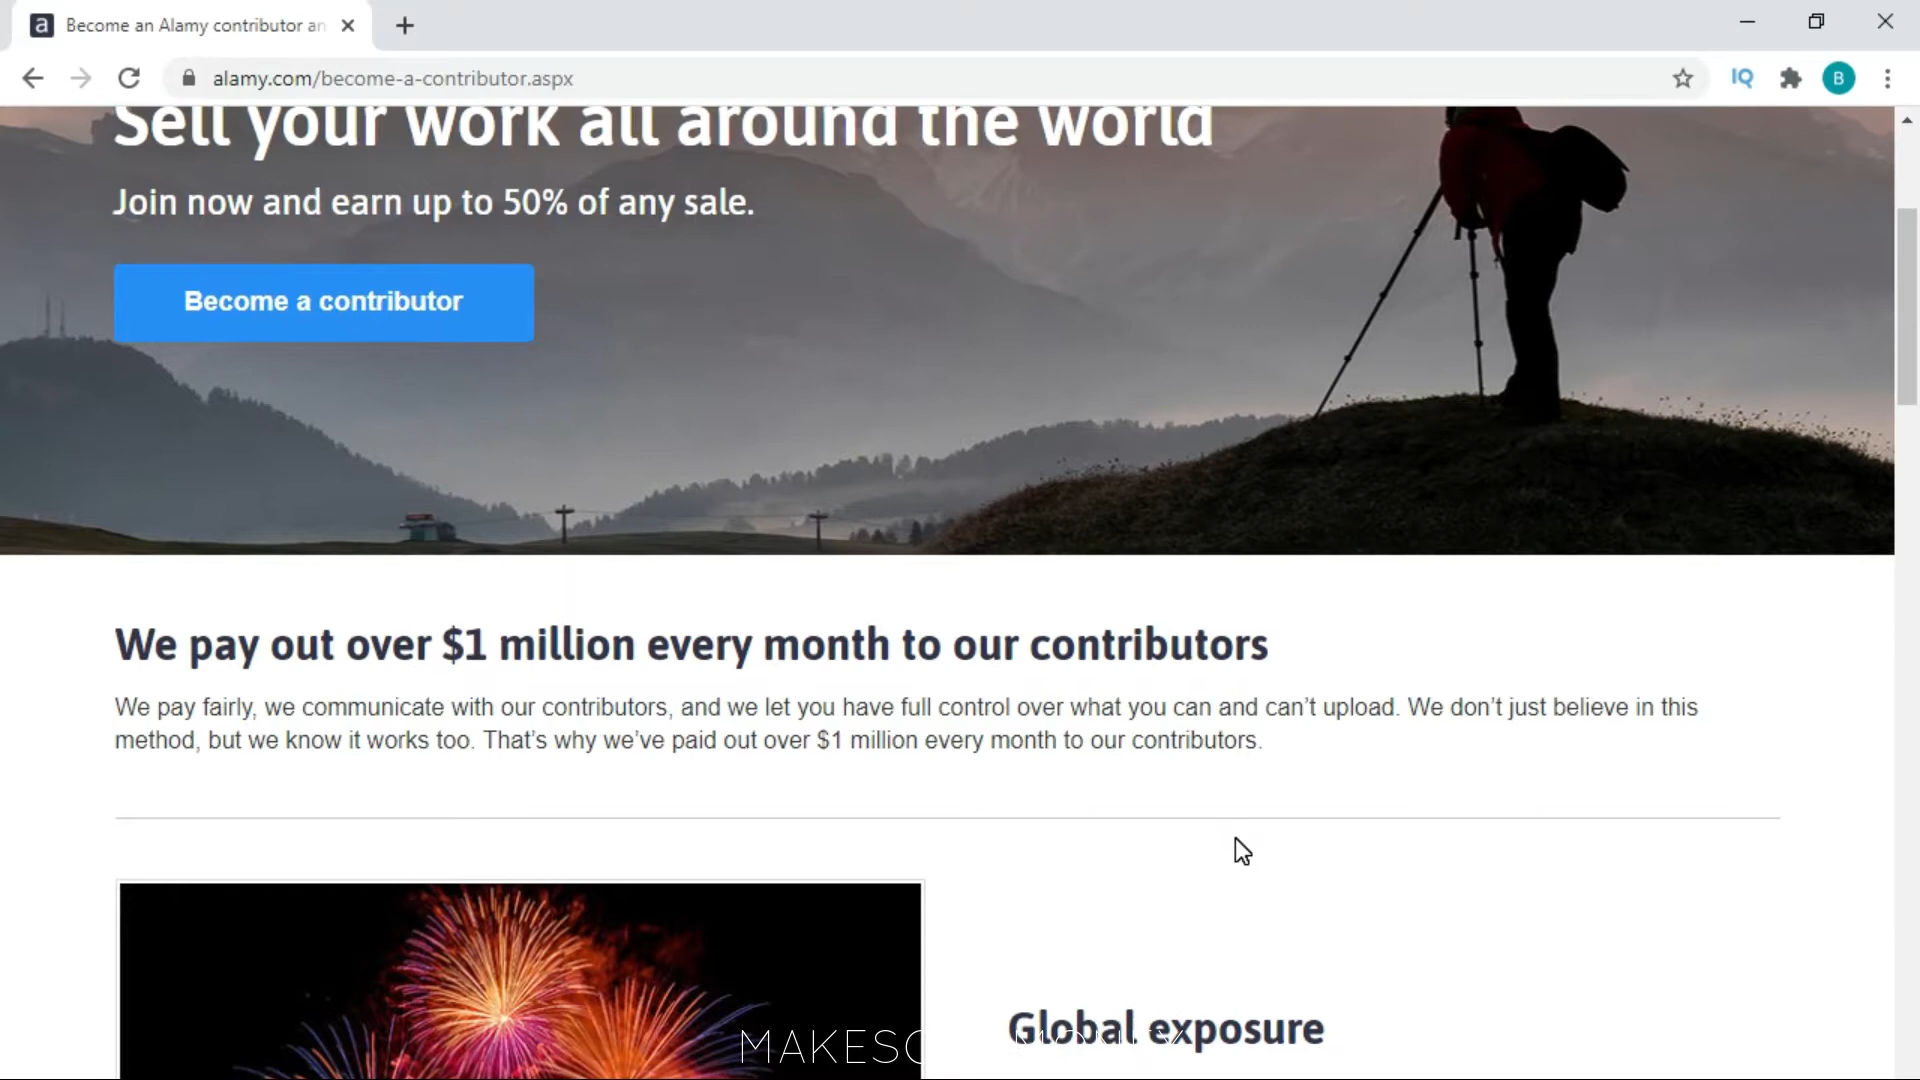 a Become an Alamy contributor an
alamy.com/become-a-contributor.aspx
IQ
B
Sell your work all around the world
Join now and earn up to 50% of any sale.
Become a contributor
We pay out over $1 million every month to our contributors
We pay fairly, we communicate with our contributors, and we let you have full control over what you can and can’t upload. We don’t just believe in this
method, but we know it works too. That’s why we’ve paid out over $1 million every month to our contributors.
Global exposure